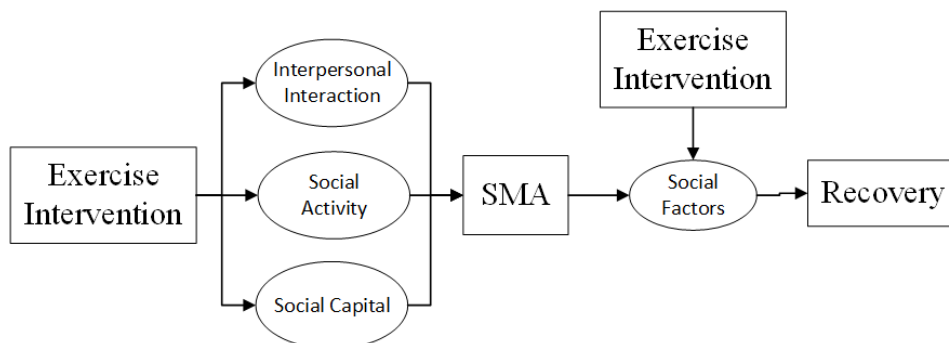 Exercise
Intervention
Interpersonal
Interaction
Social
Activity
Social Capital
SMA
Exercise
Intervention
Social
Factors
Recovery